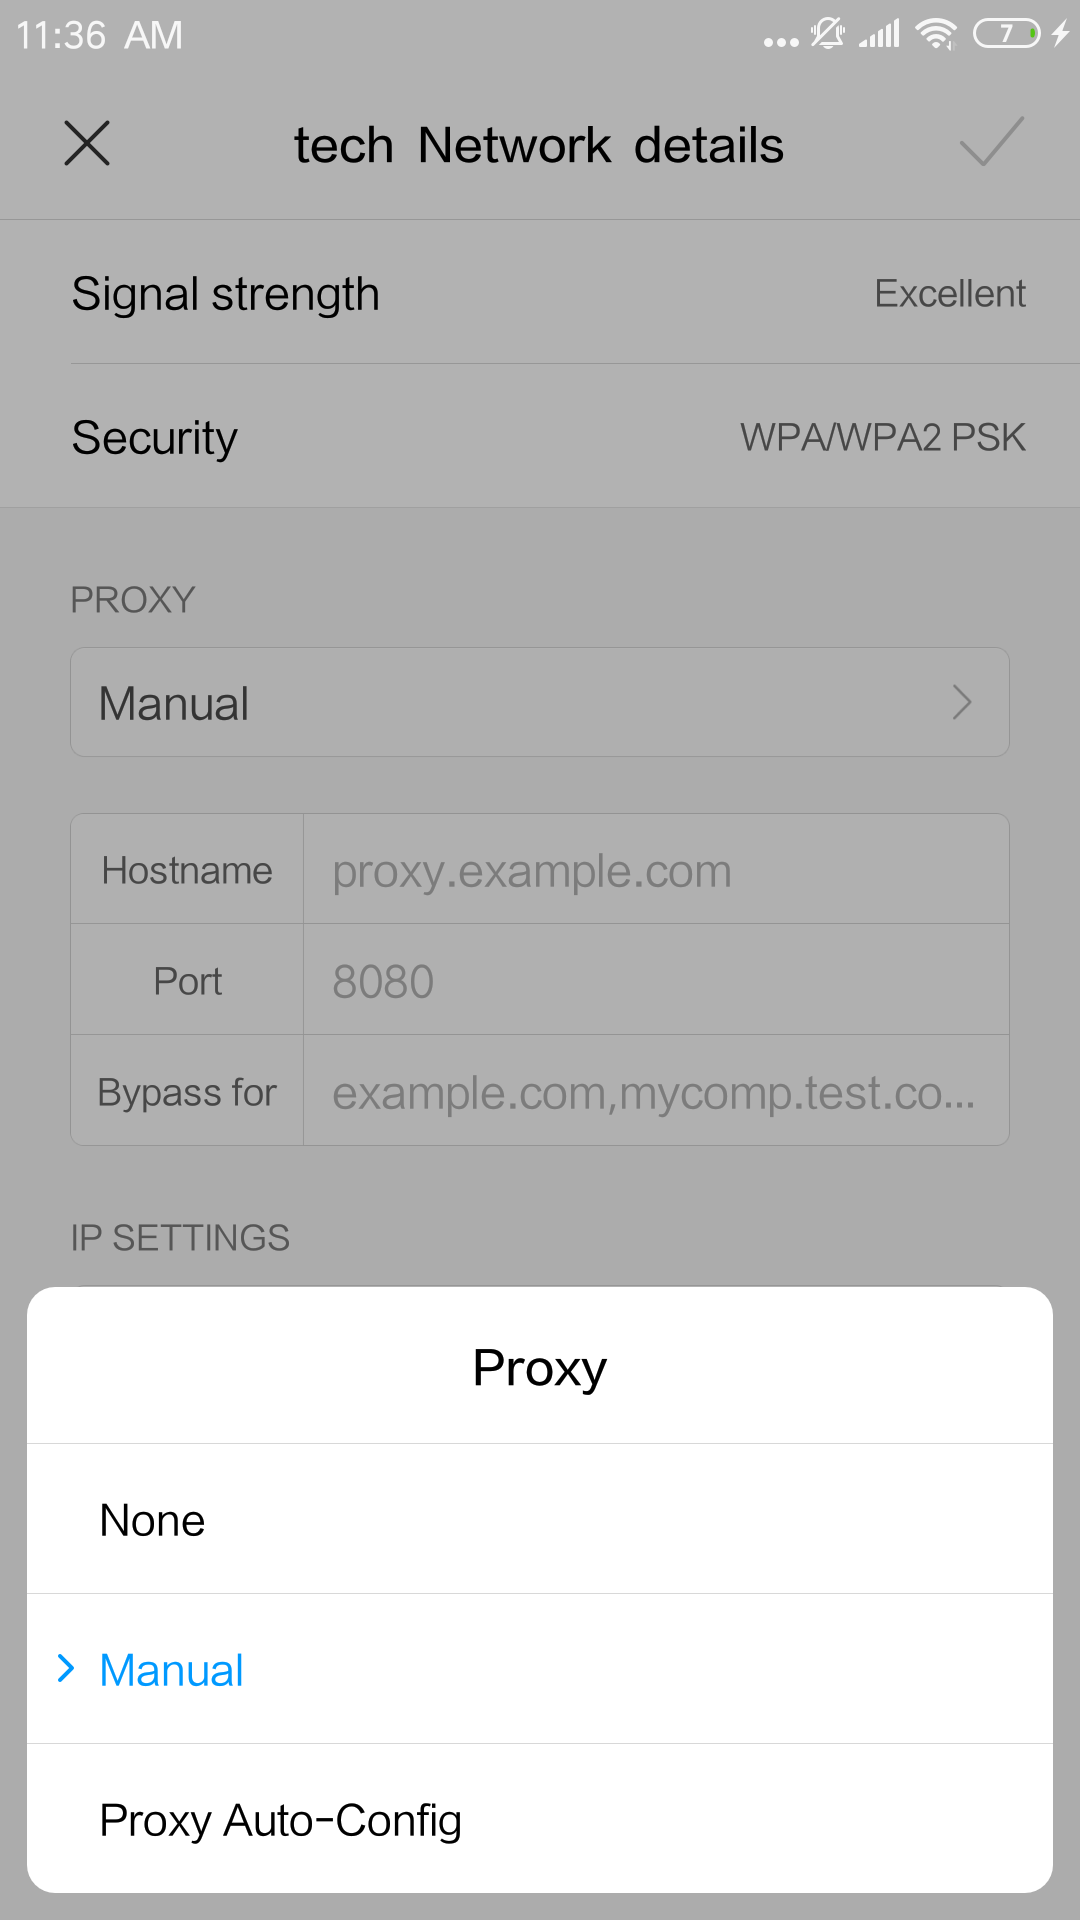 11:36 AM
7
tech Network details
Signal strength
Excellent
Security
WPA/WPA2 PSK
PROXY
Manual
Hostname
proxy.example.com
Port
8080
Bypass for
example.com,mycomp.test.co...
IP SETTINGS
Proxy
None
Manual
Proxy Auto-Config